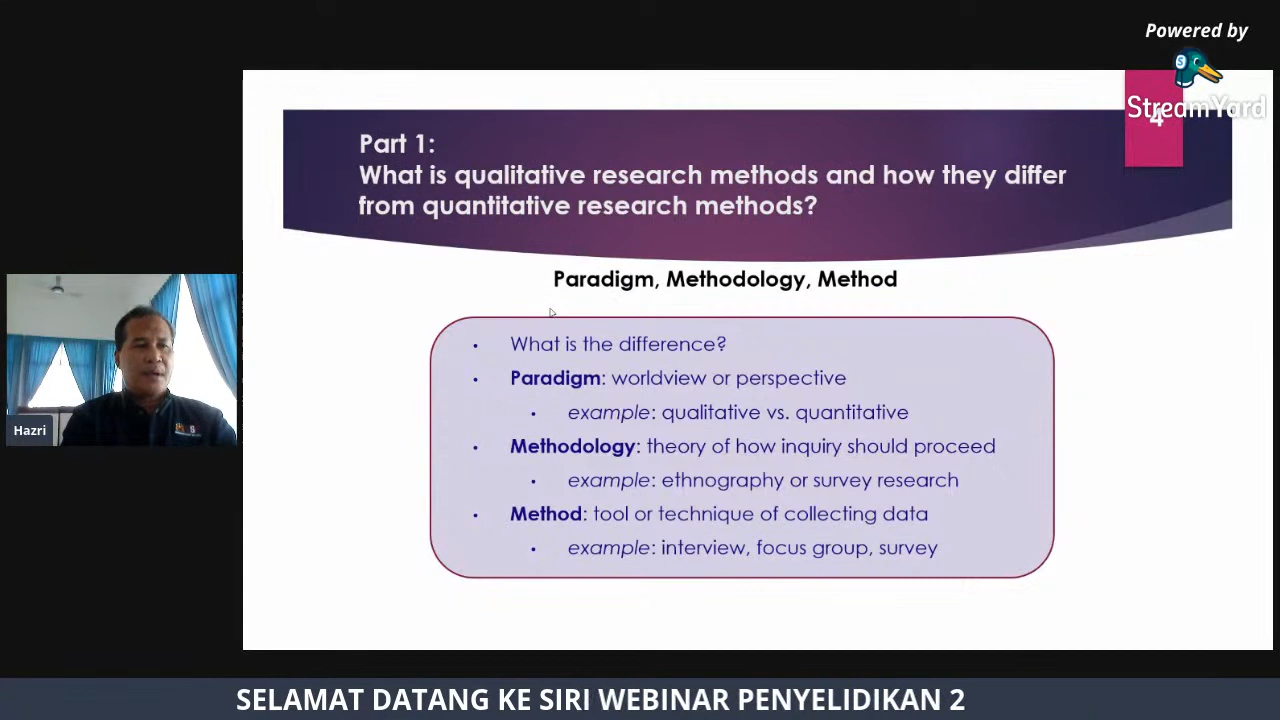 Powered by
StreamYard
4
Part 1:
What is qualitative research methods and how they differ
from quantitative research methods?
Paradigm, Methodology, Method
• What is the difference?
• Paradigm: worldview or perspective
• example: qualitative vs. quantitative
• Methodology: theory of how inquiry should proceed
• example: ethnography or survey research
• Method: tool or technique of collecting data
• example: interview, focus group, survey
Hazri
SELAMAT DATANG KE SIRI WEBINAR PENYELIDIKAN 2